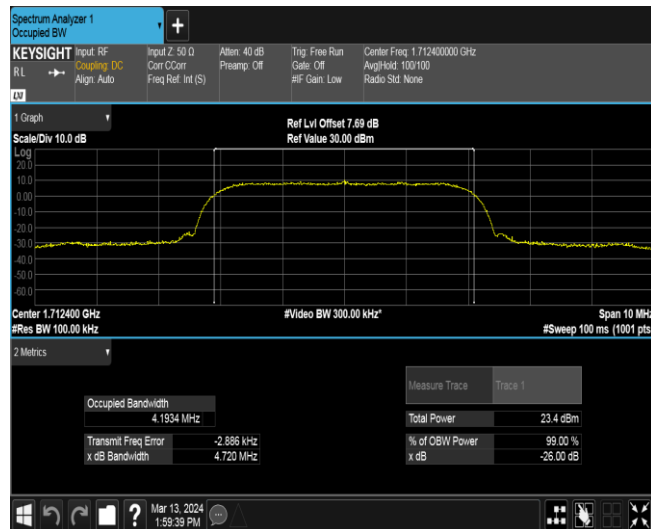 Spectrum Analyzer 1
Occupied BW
+
KEYSIGHT
R L
LXI
Input: RF
Coupling: DC
Align: Auto
Input Z: 50 Ω
Corr CCorr
Freq Ref: Int (S)
Atten: 40 dB
Preamp: Off
Trig: Free Run
Gate: Off
#IF Gain: Low
Center Freq: 1.712400000 GHz
Avg|Hold: 100/100
Radio Std: None
1 Graph
Scale/Div 10.0 dB
Ref Lvl Offset 7.69 dB
Ref Value 30.00 dBm
Log
20.0
10.0
0.00
-10.0
-20.0
-30.0
-40.0
-50.0
-60.0
Center 1.712400 GHz
#Res BW 100.00 kHz
#Video BW 300.00 kHz*
Span 10 MHz
#Sweep 100 ms (1001 pts
2 Metrics
Measure Trace Trace 1
Occupied Bandwidth
4.1934 MHz
Total Power 23.4 dBm
Transmit Freq Error -2.886 kHz
% of OBW Power 99.00 %
x dB Bandwidth 4.720 MHz
x dB -26.00 dB
?
Mar 13, 2024
1:59:39 PM